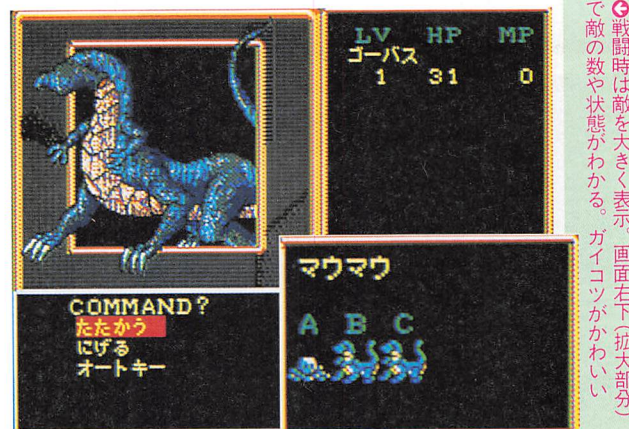 ←戦闘時は敵を大きく表示。画面右下(拡大部分)
で敵の数や状態がわかる。ガイコツがかわいい
LV HP MP
ゴーバス
1 31 0
COMMAND?
たたかう
にげる
オートキー
マウマウ
A B C